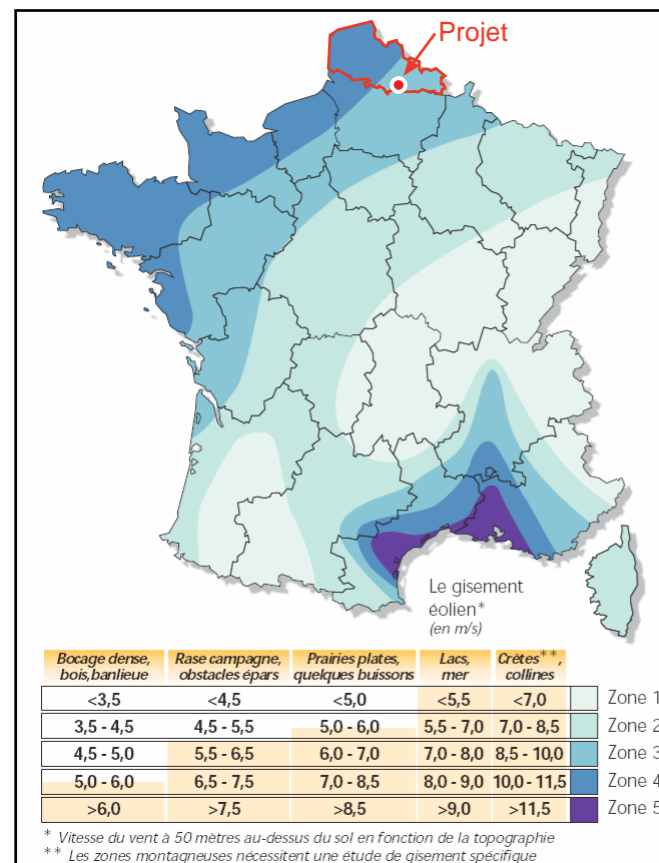 Projet
Le gisement
éolien*
(en m/s)
Bocage dense, bois,banlieue Rase campagne, obstacles épars Prairies plates, quelques buissons Lacs, mer Crêtes**, collines
<3,5 <4,5 <5,0 <5,5 <7,0 Zone 1
3,5 - 4,5 4,5 - 5,5 5,0 - 6,0 5,5 - 7,0 7,0 - 8,5 Zone 2
4,5 - 5,0 5,5 - 6,5 6,0 - 7,0 7,0 - 8,0 8,5 - 10,0 Zone 3
5,0 - 6,0 6,5 - 7,5 7,0 - 8,5 8,0 - 9,0 10,0 - 11,5 Zone 4
>6,0 >7,5 >8,5 >9,0 >11,5 Zone 5
* Vitesse du vent à 50 mètres au-dessus du sol en fonction de la topographie
** Les zones montagneuses nécessitent une étude de gisement spécifique